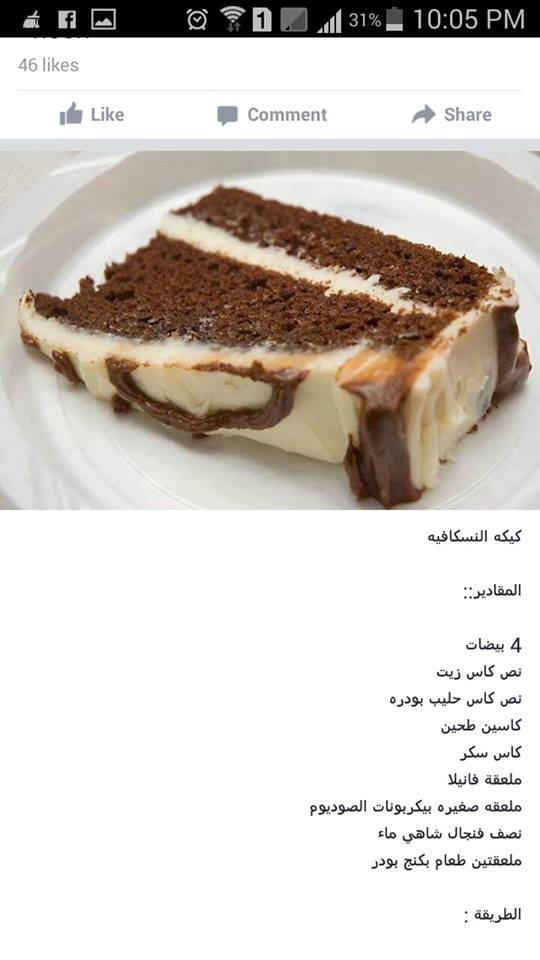 1
31%
10:05 PM
46 likes
Like
Comment
Share
كيكه النسكافيه
المقادير::
4 بيضات
نص كاس زيت
نص كاس حليب بودره
كاسين طحين
كاس سكر
ملعقة فانيلا
ملعقه صغيره بيكربونات الصوديوم
نصف فنجال شاهي ماء
ملعقتين طعام بكنج بودر
الطريقة :